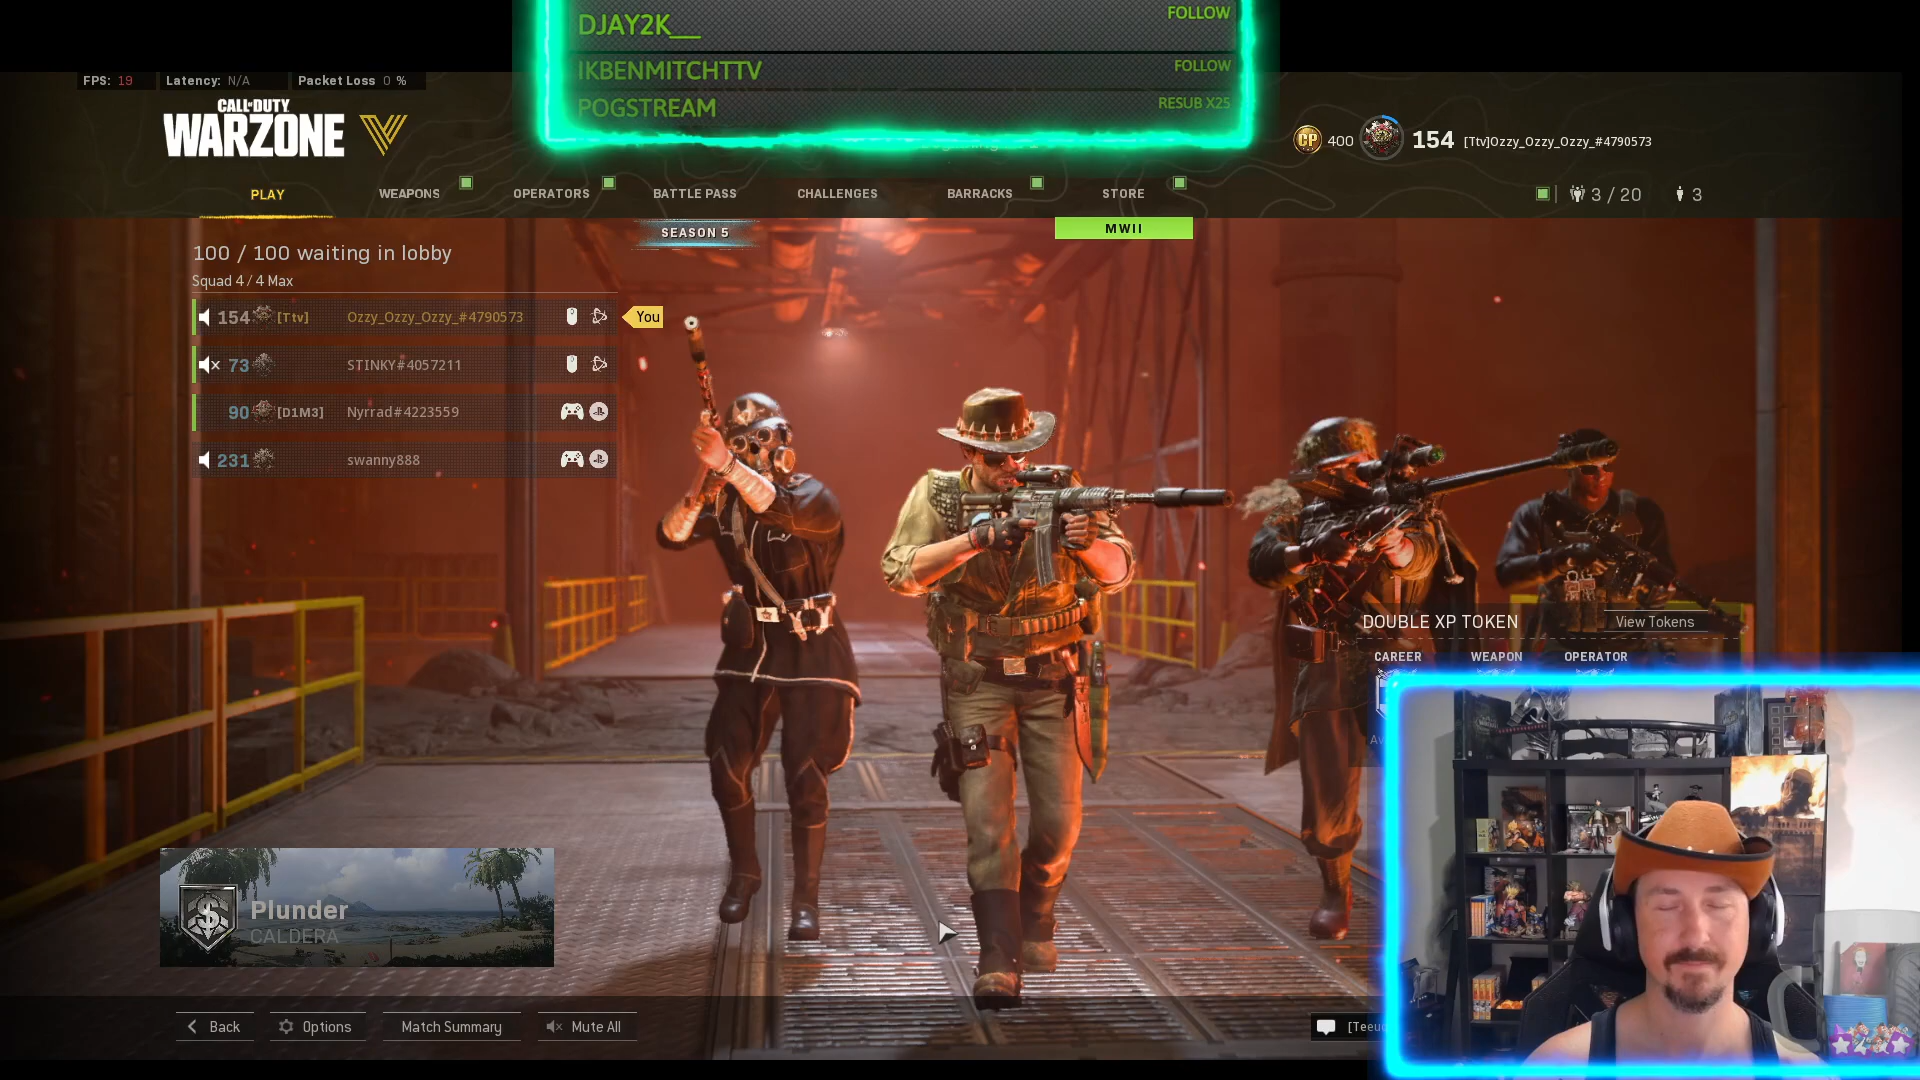 DJAY2K__
FOLLOW
IKBENMITCHTTV
FOLLOW
POGSTREAM
RESUB X25
FPS: 19
Latency: N/A
Packet Loss 0 %
CALL OF DUTY
WARZONE
CP 400
154
[Ttv]Ozzy_Ozzy_Ozzy_#4790573
PLAY
WEAPONS
OPERATORS
BATTLE PASS
CHALLENGES
BARRACKS
STORE
3 / 20
3
SEASON 5
MWII
100 / 100 waiting in lobby
Squad 4 / 4 Max
154 [Ttv] Ozzy_Ozzy_Ozzy_#4790573
You
73 STINKY#4057211
90 [D1M3] Nyrrad#4223559
231 swanny888
DOUBLE XP TOKEN
View Tokens
CAREER
WEAPON
OPERATOR
Plunder
CALDERA
Back
Options
Match Summary
Mute All